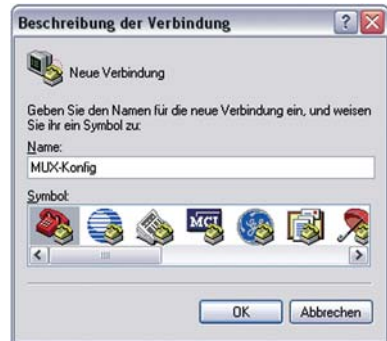 Beschreibung der Verbindung
Neue Verbindung
Geben Sie den Namen für die neue Verbindung ein, und weisen
Sie ihr ein Symbol zu:
Name:
MUX-Konfig
Symbol:
MCI
OK Abbrechen